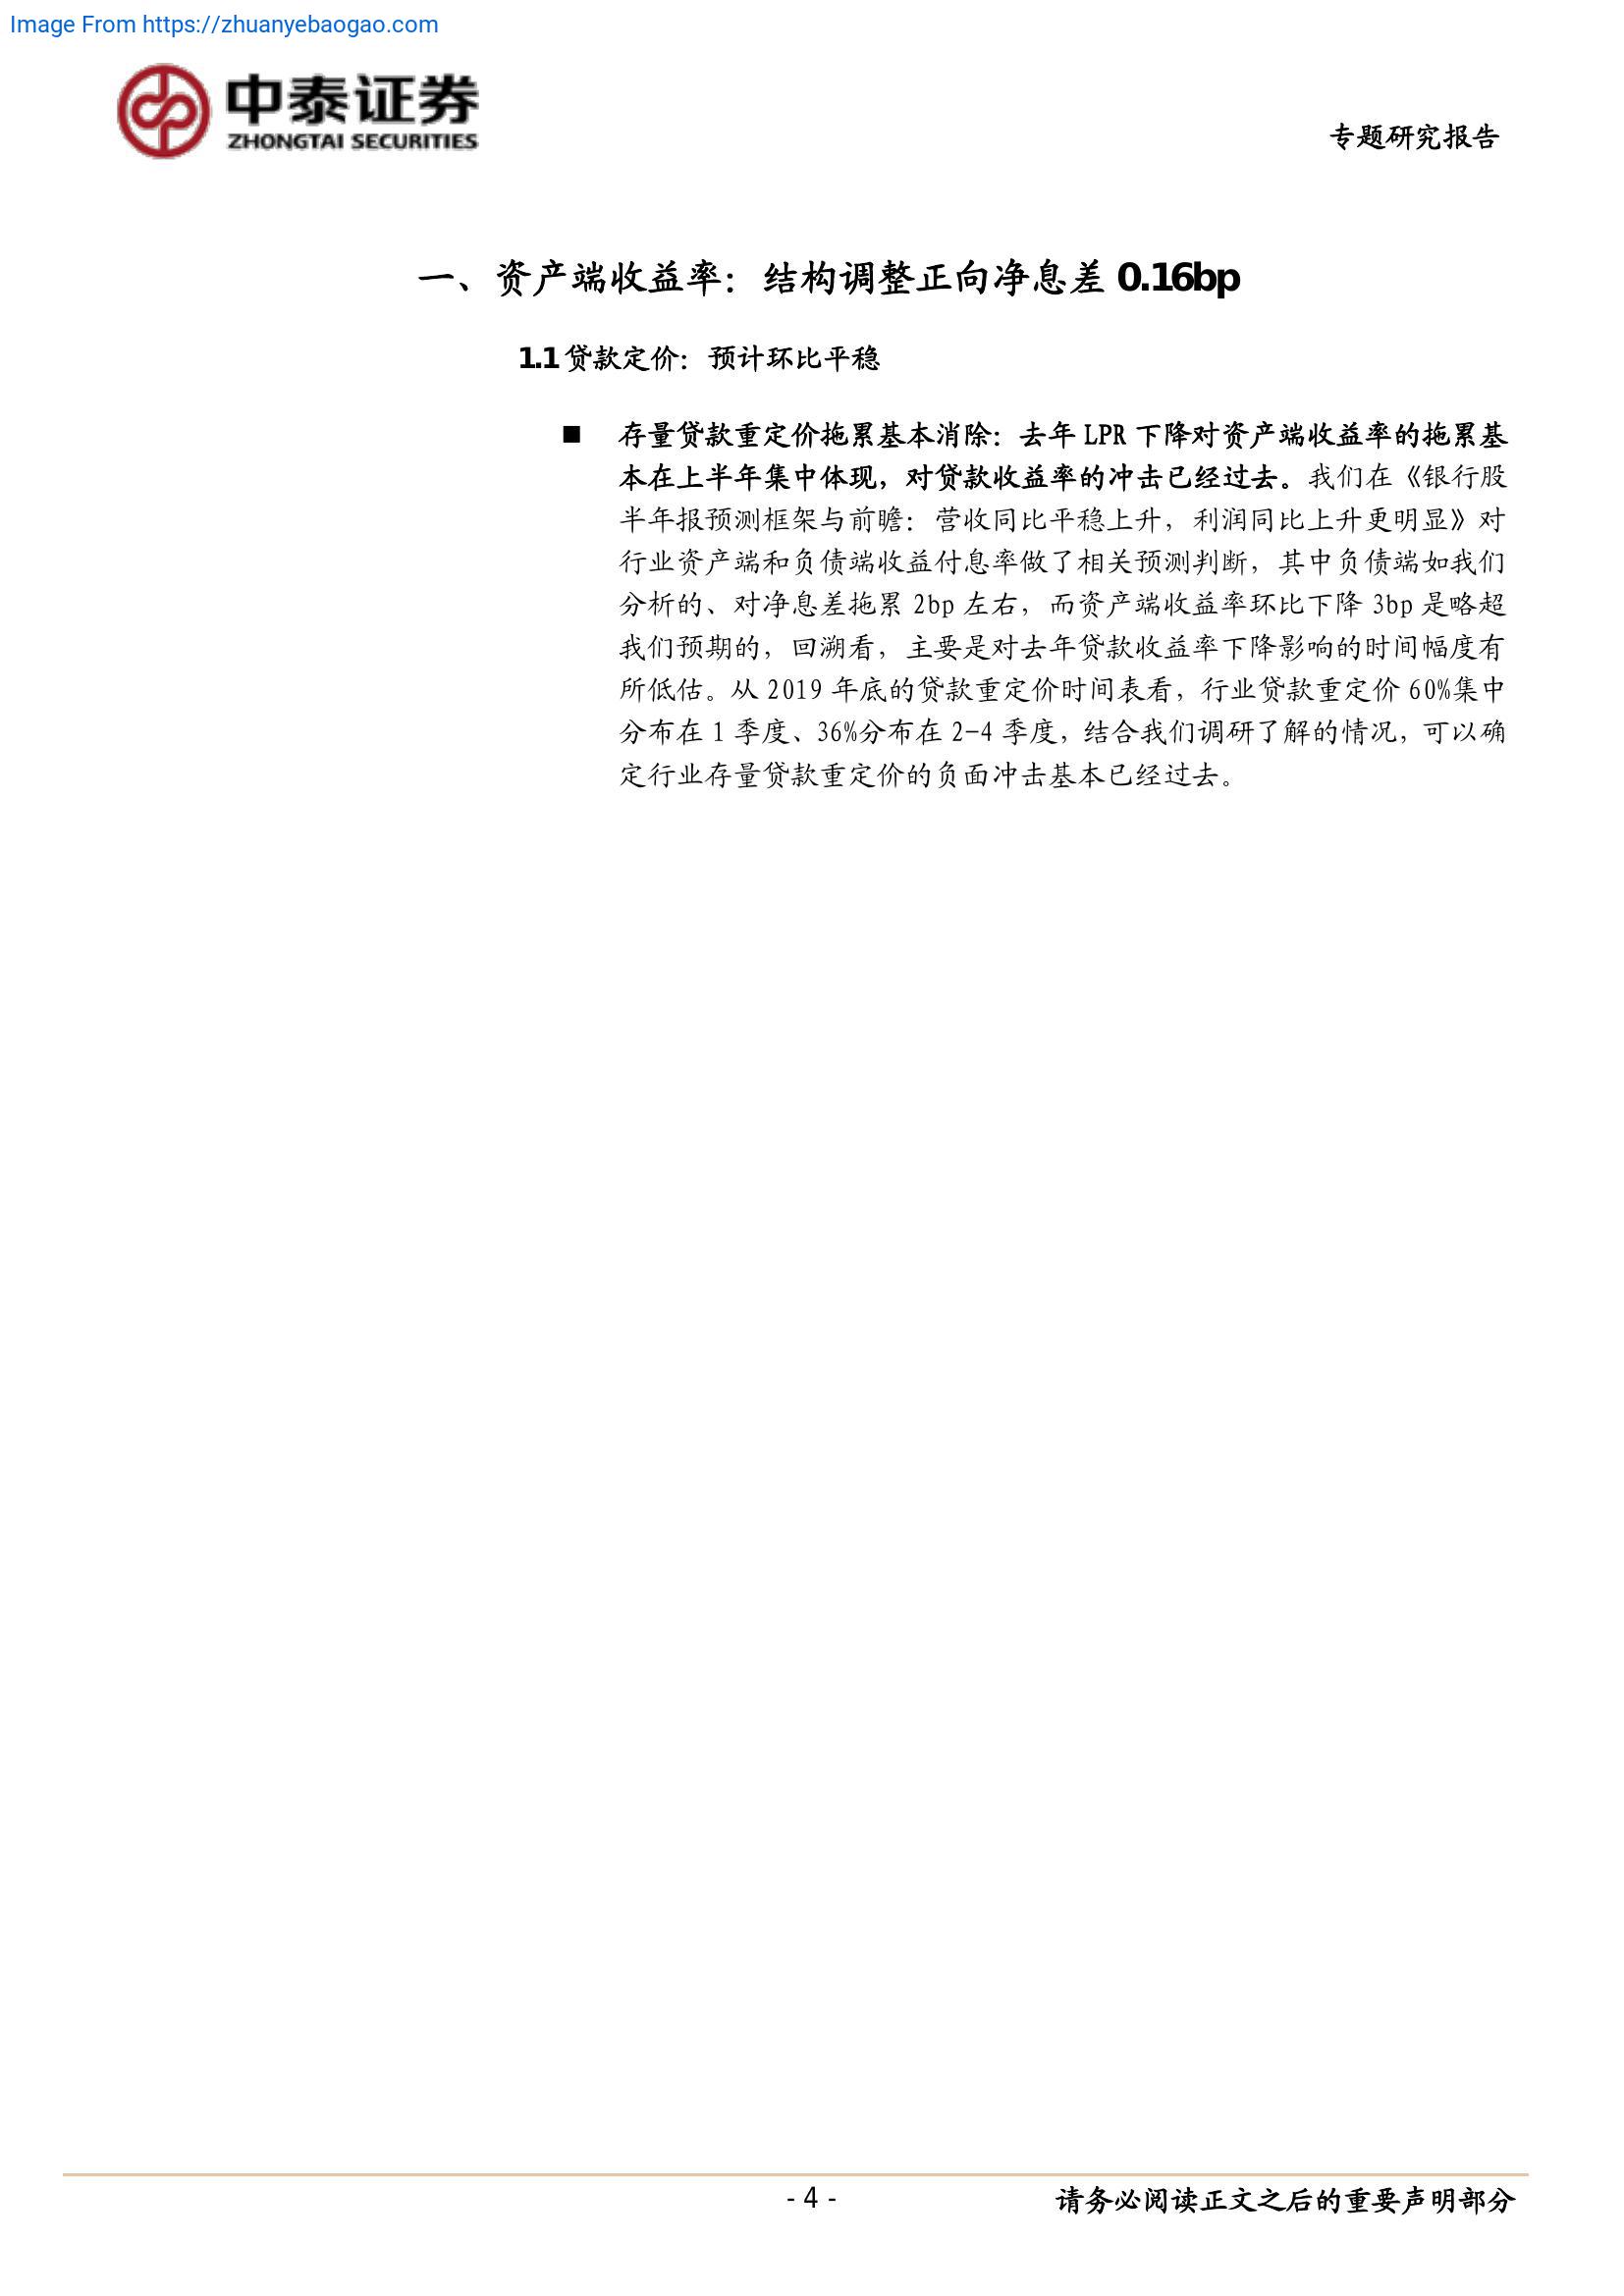 Image From https://zhuanyebaogao.com
中泰证券
ZHONGTAI SECURITIES
专题研究报告
一、资产端收益率：结构调整正向净息差 0.16bp
1.1 贷款定价：预计环比平稳
■ 存量贷款重定价拖累基本消除：去年 LPR 下降对资产端收益率的拖累基
本在上半年集中体现，对贷款收益率的冲击已经过去。我们在《银行股
半年报预测框架与前瞻：营收同比平稳上升，利润同比上升更明显》对
行业资产端和负债端收益付息率做了相关预测判断，其中负债端如我们
分析的、对净息差拖累 2bp 左右，而资产端收益率环比下降 3bp 是略超
我们预期的，回溯看，主要是对去年贷款收益率下降影响的时间幅度有
所低估。从 2019 年底的贷款重定价时间表看，行业贷款重定价 60%集中
分布在 1 季度、36%分布在 2-4 季度，结合我们调研了解的情况，可以确
定行业存量贷款重定价的负面冲击基本已经过去。
- 4 -
请务必阅读正文之后的重要声明部分